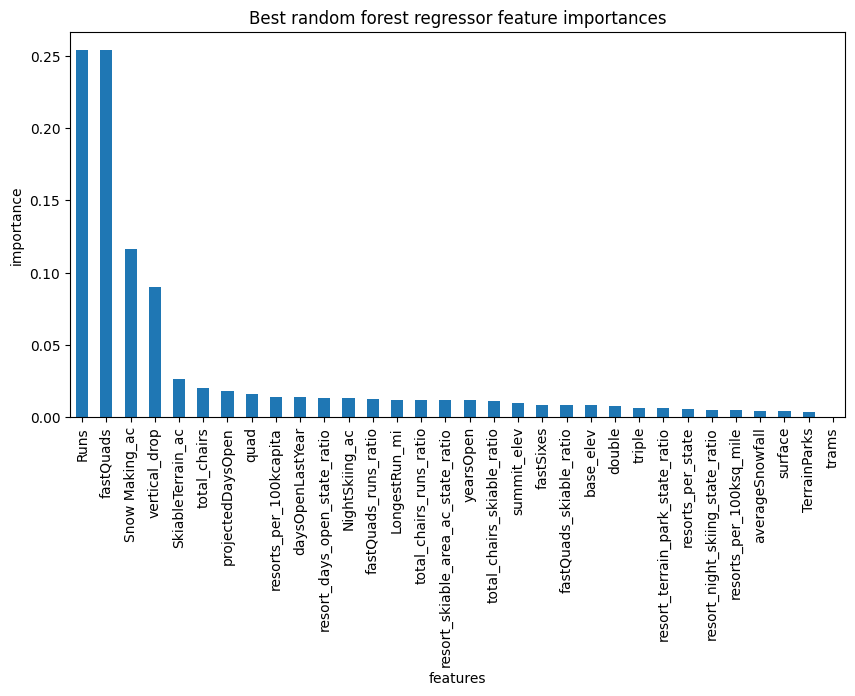 Best random forest regressor feature importances
importance
0.25
0.20
0.15
0.10
0.05
0.00
Runs
fastQuads
Snow Making_ac
vertical_drop
SkiableTerrain_ac
total_chairs
projectedDaysOpen
quad
resorts_per_100kcapita
daysOpenLastYear
resort_days_open_state_ratio
NightSkiing_ac
fastQuads_runs_ratio
LongestRun_mi
total_chairs_runs_ratio
resort_skiable_area_ac_state_ratio
yearsOpen
total_chairs_skiable_ratio
summit_elev
fastSixes
fastQuads_skiable_ratio
base_elev
double
triple
resort_terrain_park_state_ratio
resorts_per_state
resort_night_skiing_state_ratio
resorts_per_100ksq_mile
averageSnowfall
surface
TerrainParks
trams
features